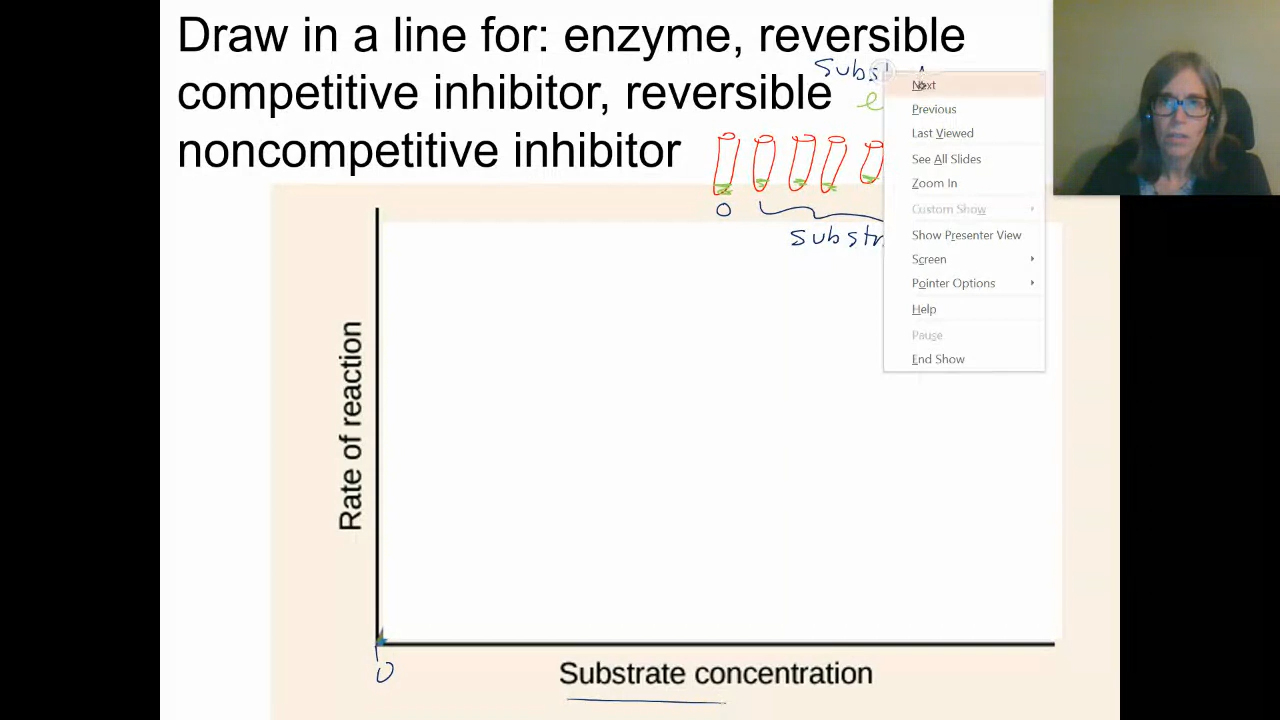 Draw in a line for: enzyme, reversible
competitive inhibitor, reversible
noncompetitive inhibitor
0
Next
Previous
Last Viewed
See All Slides
Zoom In
Custom Show
Show Presenter View
Screen
Pointer Options
Help
Pause
End Show
Rate of reaction
0
Substrate concentration